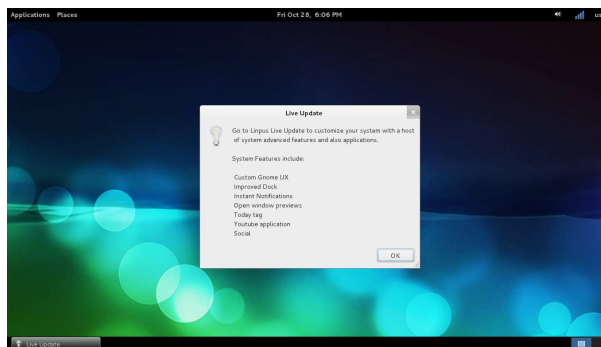 Applications Places
Fri Oct 28, 6:06 PM
us
Live Update
Go to Linpus Live Update to customize your system with a host
of system advanced features and also applications.
System Features include:
Custom Gnome UX
Improved Dock
Instant Notifications
Open window previews
Today tag
Youtube application
Social
OK
Live Update